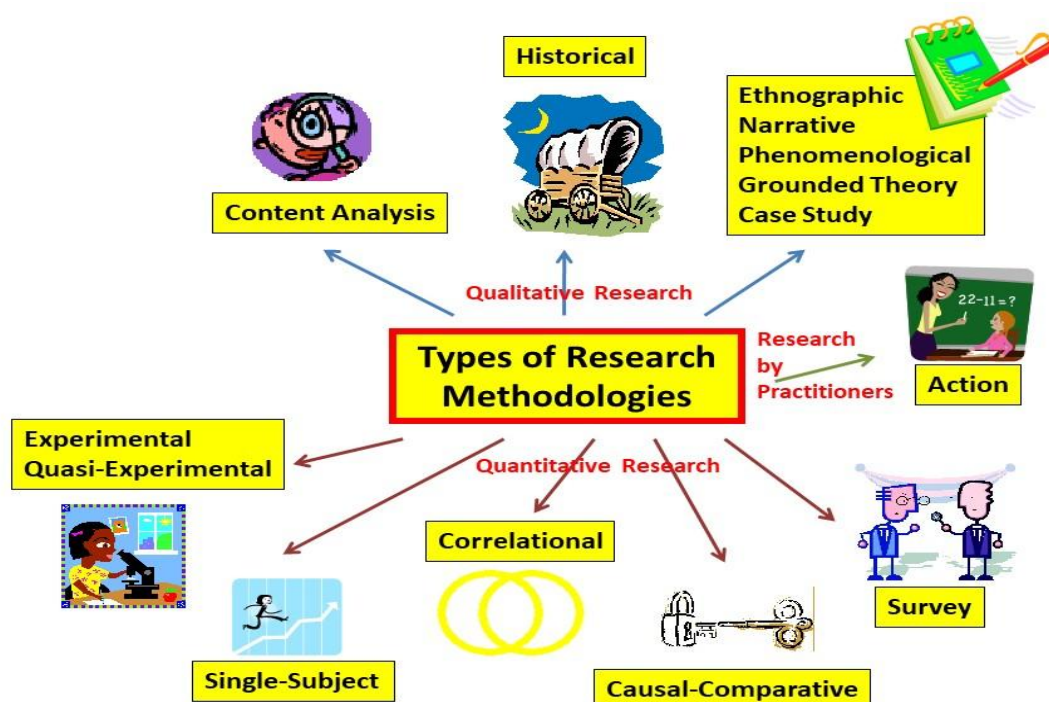 Historical
Ethnographic
Narrative
Phenomenological
Grounded Theory
Case Study
Content Analysis
Qualitative Research
22-11=?
Types of Research
Methodologies
Research
by
Practitioners
Action
Experimental
Quasi-Experimental
Quantitative Research
Correlational
Survey
Single-Subject
Causal-Comparative